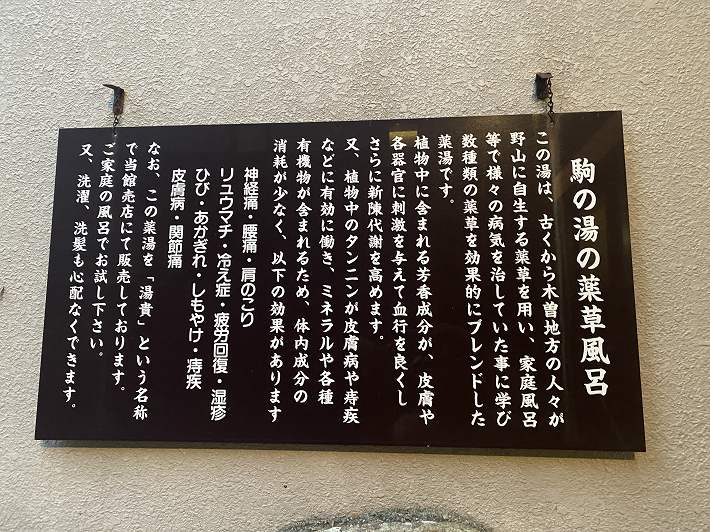 駒の湯の薬草風呂
この湯は、古くから木曽地方の人々が
野山に自生する薬草を用い、家庭風呂
等で様々の病気を治していた事に学び
数種類の薬草を効果的にブレンドした
薬湯です。
植物中に含まれる芳香成分が、皮膚や
各器官に刺激を与えて血行を良くし
さらに新陳代謝を高めます。
又、植物中のタンニンが皮膚病や痔疾
などに有効に働き、ミネラルや各種
有機物が含まれるため、体内成分の
消耗が少なく、以下の効果があります
神経痛・腰痛・肩のこり
リュウマチ・冷え症・疲労回復・湿疹
ひび・あかぎれ・しもやけ・痔疾
皮膚病・関節痛
なお、この薬湯を「湯貴」という名称
で当館売店にて販売しております。
ご家庭の風呂でお試し下さい。
又、洗濯、洗髪も心配なくできます。